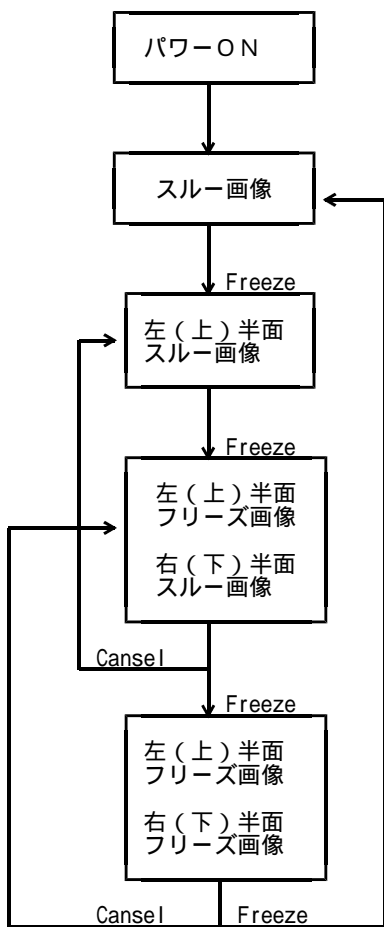 パワーＯＮ
スルー画像
Freeze
左（上）半面
スルー画像
Freeze
左（上）半面
フリーズ画像
右（下）半面
スルー画像
Cansel
Freeze
左（上）半面
フリーズ画像
右（下）半面
フリーズ画像
Cansel
Freeze